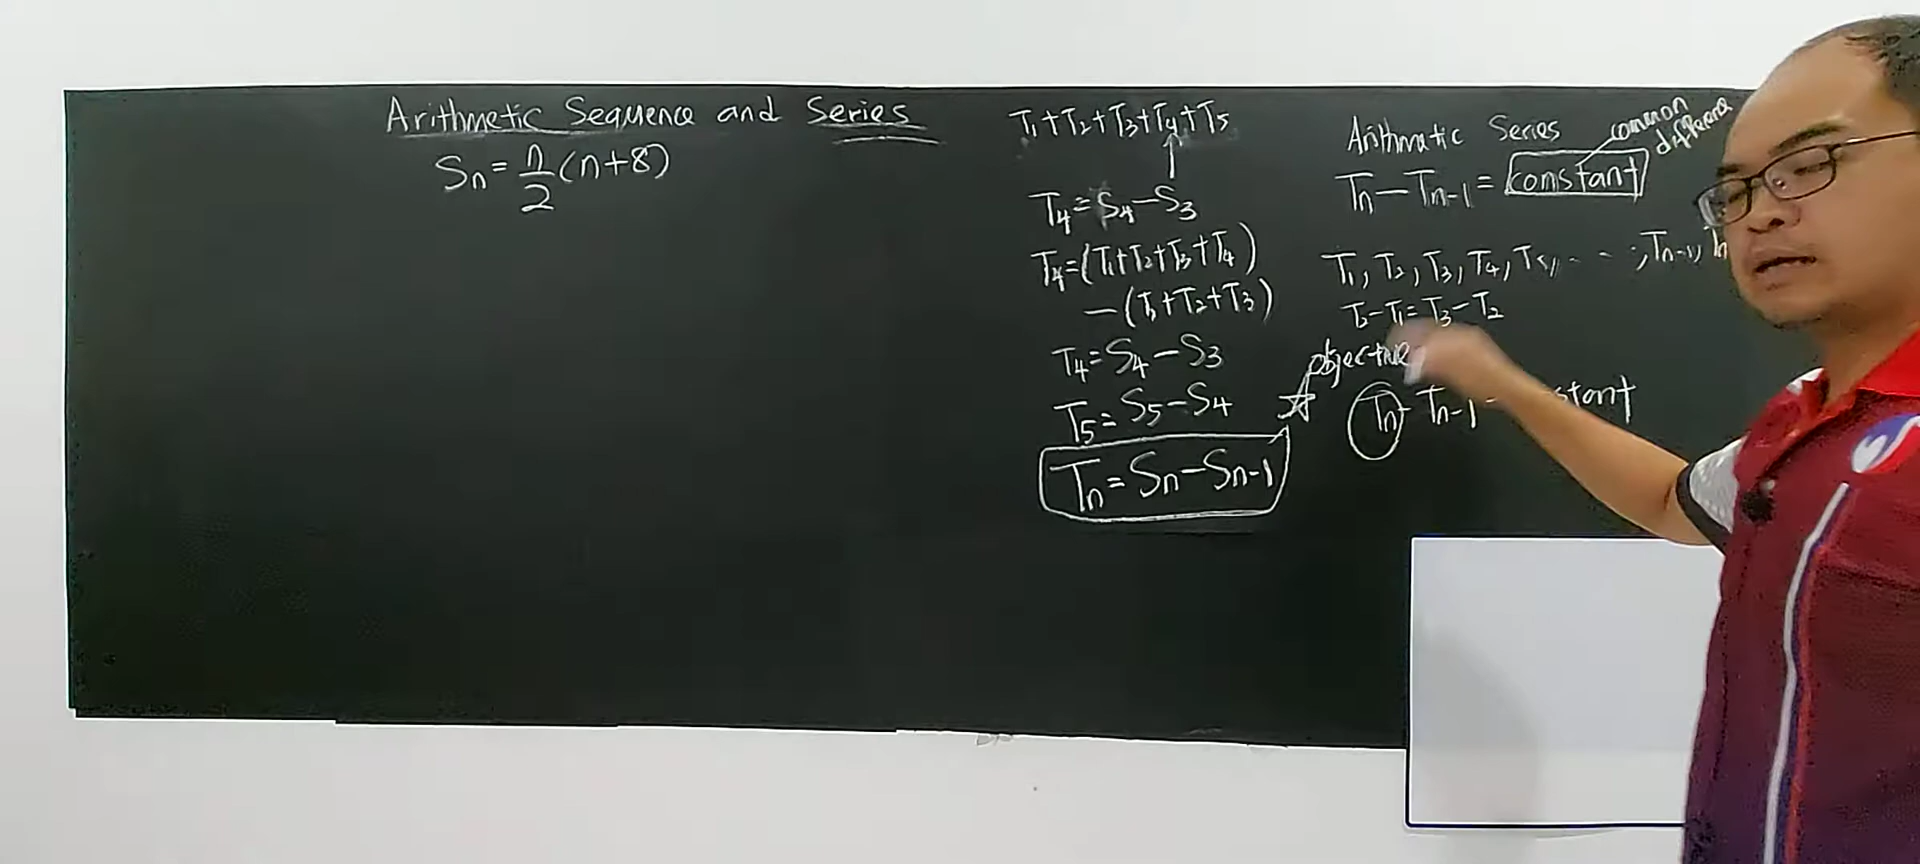 Arithmetic Sequence and Series
Sn = n/2 (n+8)
T1+T2+T3+T4+T5
T4 = S4 - S3
T4 = (T1+T2+T3+T4)
- (T1+T2+T3)
T4 = S4 - S3
T5 = S5 - S4
Tn = Sn - Sn-1
Arithmatic Series
common
difference
Tn - Tn-1 = constant
T1, T2, T3, T4, T5, . . . , Tn-1,
T2 - T1 = T3 - T2
objective
Tn - Tn-1